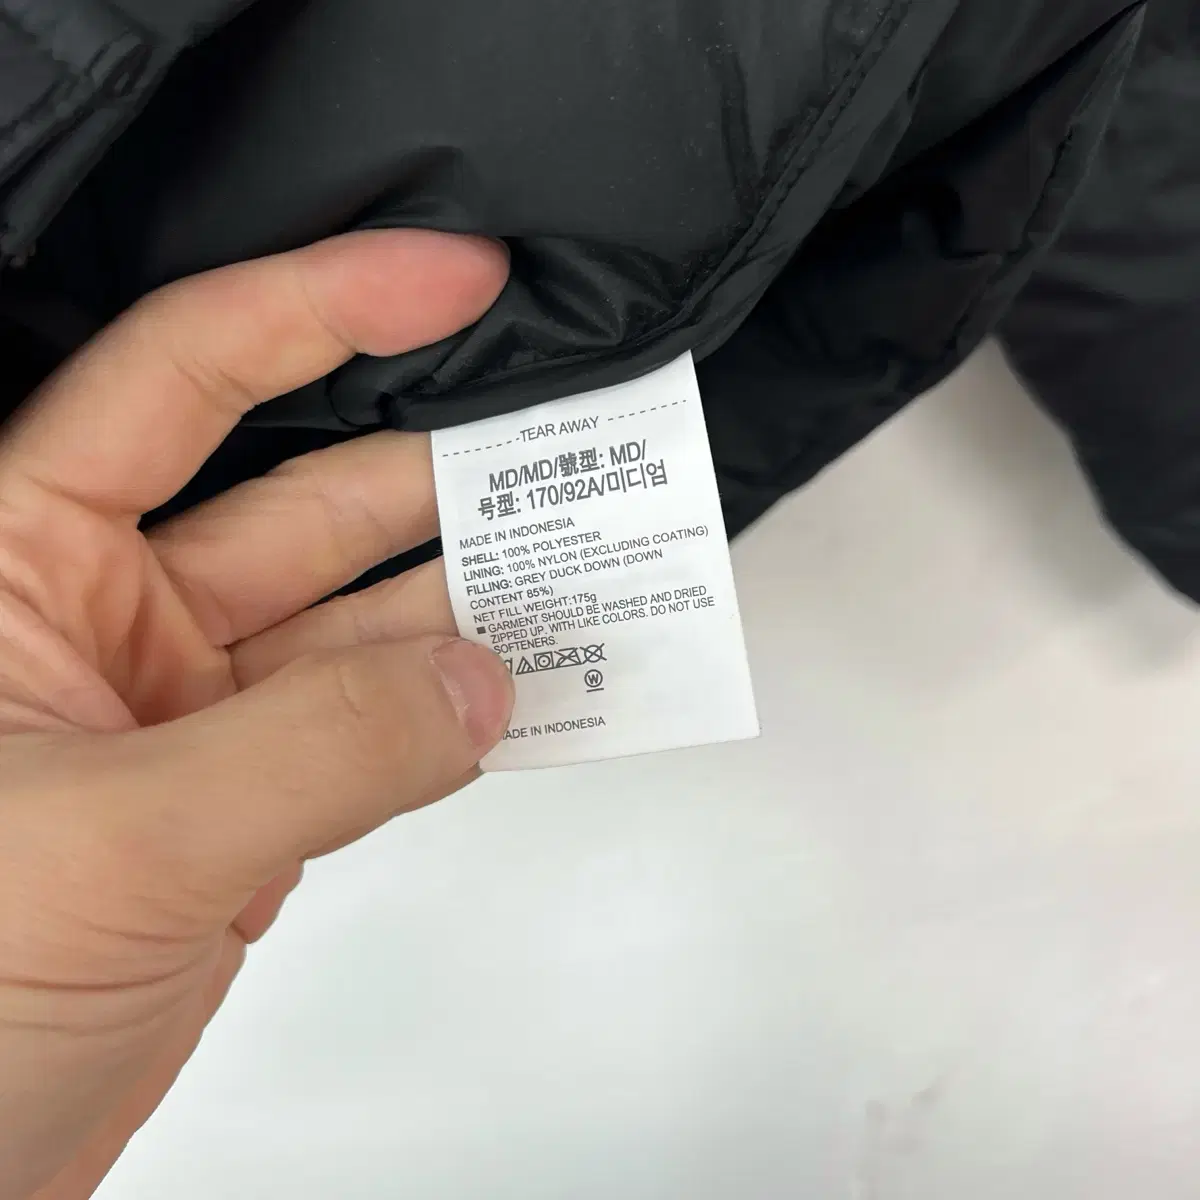 TEAR AWAY
MD/MD/號型: MD/
号型: 170/92A/미디엄
MADE IN INDONESIA
SHELL: 100% POLYESTER
LINING: 100% NYLON (EXCLUDING COATING)
FILLING: GREY DUCK DOWN (DOWN
CONTENT 85%)
NET FILL WEIGHT:175g
■ GARMENT SHOULD BE WASHED AND DRIED
ZIPPED UP. WITH LIKE COLORS. DO NOT USE
SOFTENERS.
W
ADE IN INDONESIA